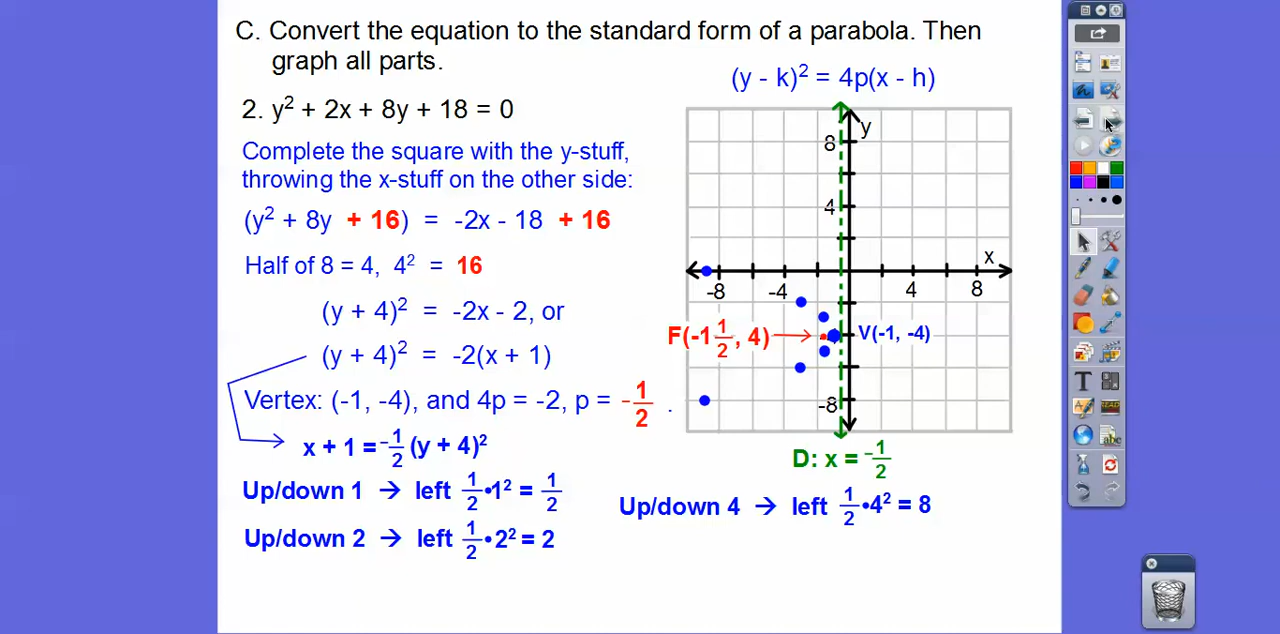 C. Convert the equation to the standard form of a parabola. Then
graph all parts.
(y - k)² = 4p(x - h)
2. y² + 2x + 8y + 18 = 0
Complete the square with the y-stuff,
throwing the x-stuff on the other side:
(y² + 8y + 16) = -2x - 18 + 16
Half of 8 = 4, 4² = 16
(y + 4)² = -2x - 2, or
(y + 4)² = -2(x + 1)
Vertex: (-1, -4), and 4p = -2, p = -1/2 .
x + 1 = -1/2 (y + 4)²
Up/down 1 → left 1/2•1² = 1/2
Up/down 2 → left 1/2•2² = 2
y
8
4
x
-8 -4 4 8
F(-1 1/2, 4) V(-1, -4)
-8
D: x = -1/2
Up/down 4 → left 1/2•4² = 8
T